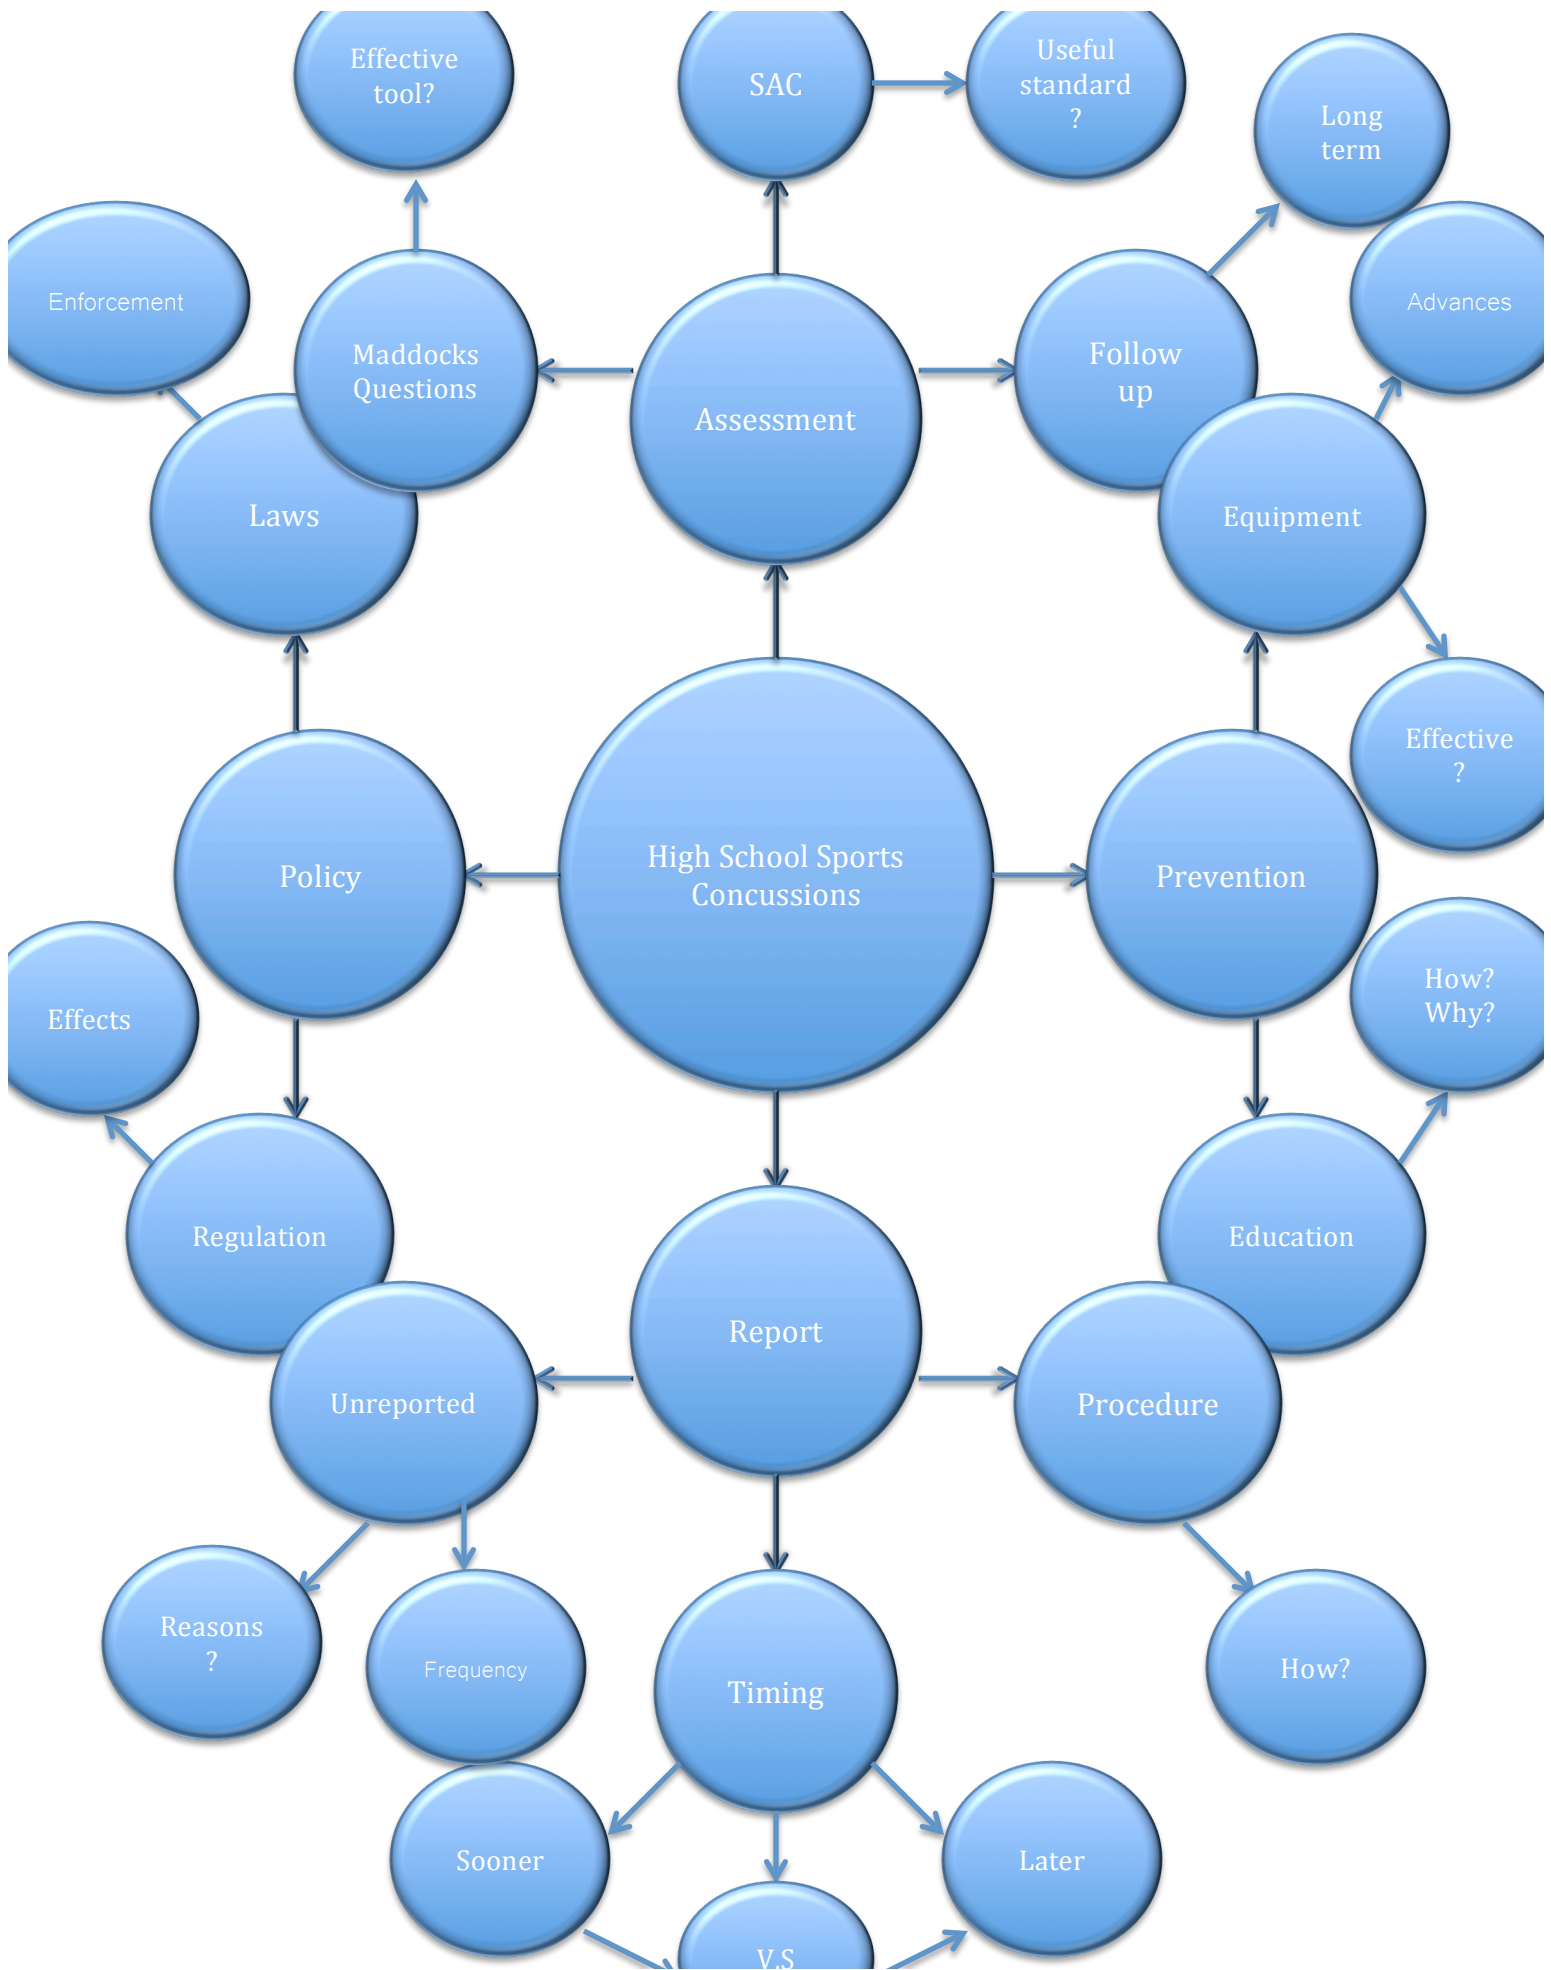 Effective
tool?
SAC
Useful
standard
?
Long
term
Enforcement
Advances
Maddocks
Questions
Follow
up
Assessment
Laws
Equipment
Effective
?
High School Sports
Concussions
Policy
Prevention
How?
Why?
Effects
Regulation
Education
Report
Unreported
Procedure
Reasons
?
Frequency
Timing
How?
Sooner
Later
V.S